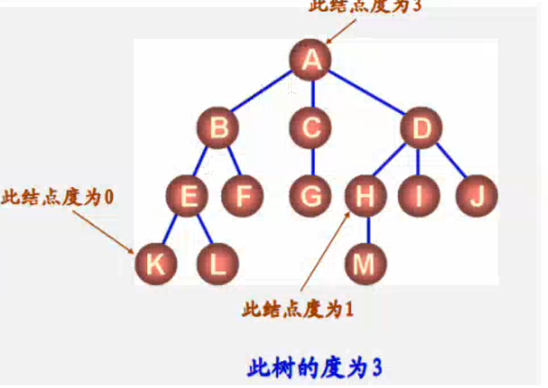 此结点度为3
A
B C D
此结点度为0 E F G H I J
K L M
此结点度为1
此树的度为3